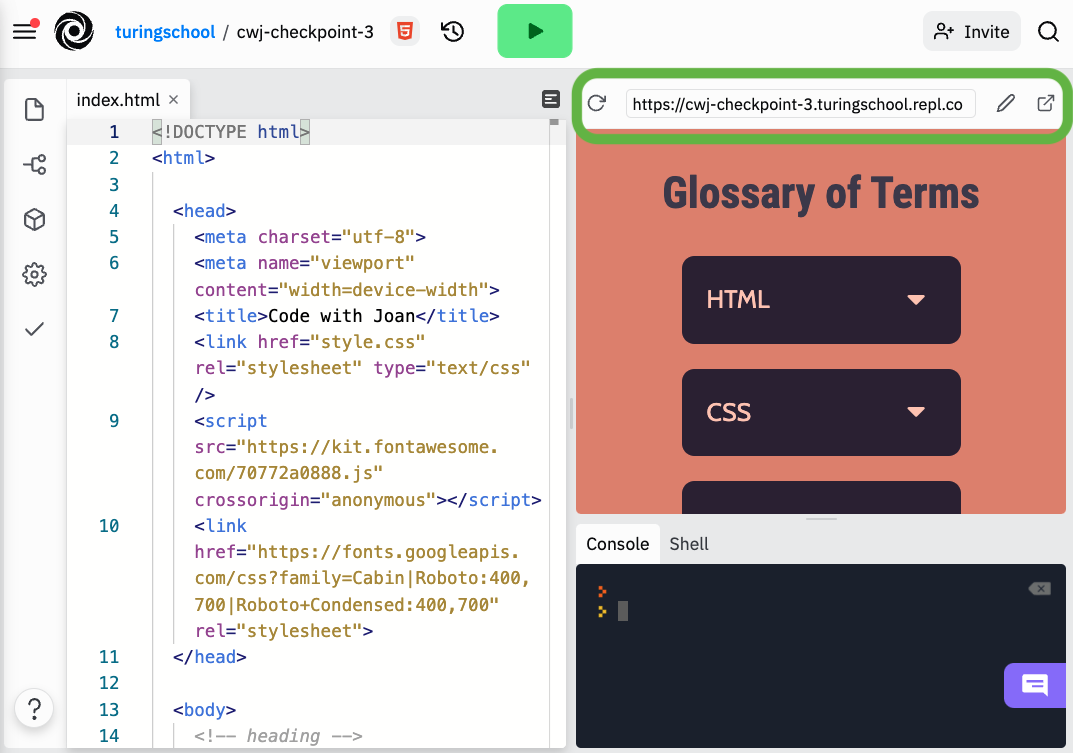 turingschool / cwj-checkpoint-3
Invite
index.html
https://cwj-checkpoint-3.turingschool.repl.co
1 <!DOCTYPE html>
2 <html>
3
4 <head>
5 <meta charset="utf-8">
6 <meta name="viewport"
content="width=device-width">
7 <title>Code with Joan</title>
8 <link href="style.css"
rel="stylesheet" type="text/css"
/>
9 <script
src="https://kit.fontawesome.
com/70772a0888.js"
crossorigin="anonymous"></script>
10 <link
href="https://fonts.googleapis.
com/css?family=Cabin|Roboto:400,
700|Roboto+Condensed:400,700"
rel="stylesheet">
11 </head>
12
13 <body>
14 <!-- heading -->
Glossary of Terms
HTML
CSS
Console Shell